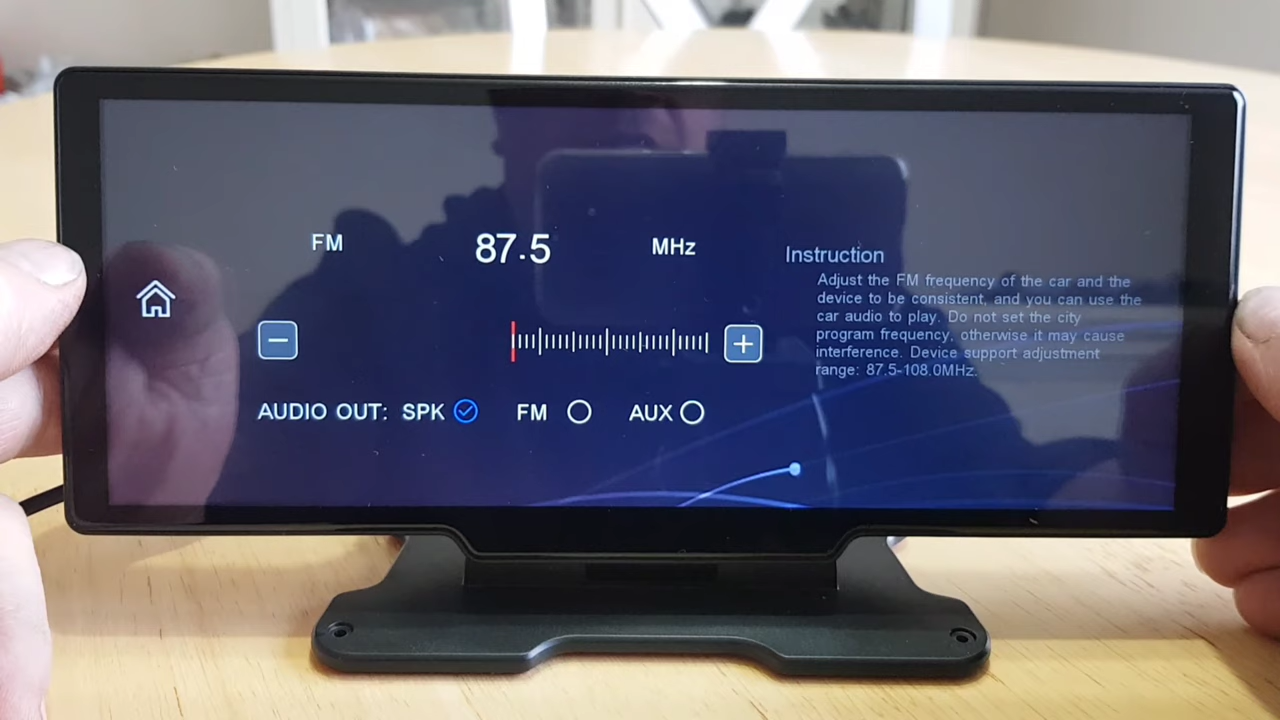 FM 87.5 MHz
AUDIO OUT: SPK FM AUX
Instruction
Adjust the FM frequency of the car and the
device to be consistent, and you can use the
car audio to play. Do not set the city
program frequency, otherwise it may cause
interference. Device support adjustment
range: 87.5-108.0MHz.